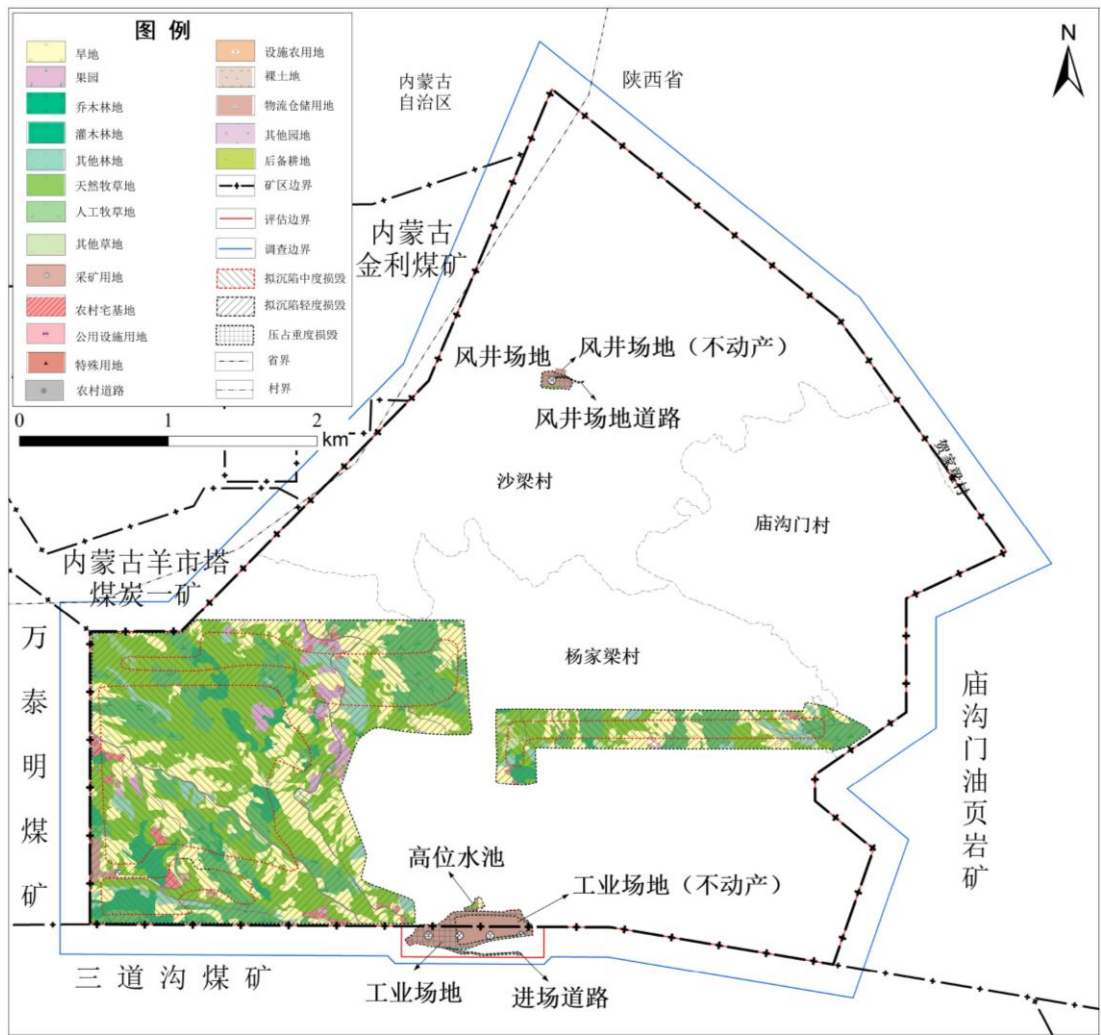 图 例
旱地
果园
乔木林地
灌木林地
其他林地
天然牧草地
人工牧草地
其他草地
采矿用地
农村宅基地
公用设施用地
特殊用地
农村道路
设施农用地
裸土地
物流仓储用地
其他园地
后备耕地
矿区边界
评估边界
调查边界
拟沉陷中度损毁
拟沉陷轻度损毁
压占重度损毁
省界
村界
0 1 2
km
N
内蒙古
自治区
陕西省
内蒙古
金利煤矿
风井场地
风井场地（不动产）
风井场地道路
沙梁村
贺家梁村
庙沟门村
内蒙古羊市塔
煤炭一矿
杨家梁村
万泰明煤矿
庙沟门油页岩矿
高位水池
工业场地（不动产）
三道沟煤矿
工业场地
进场道路